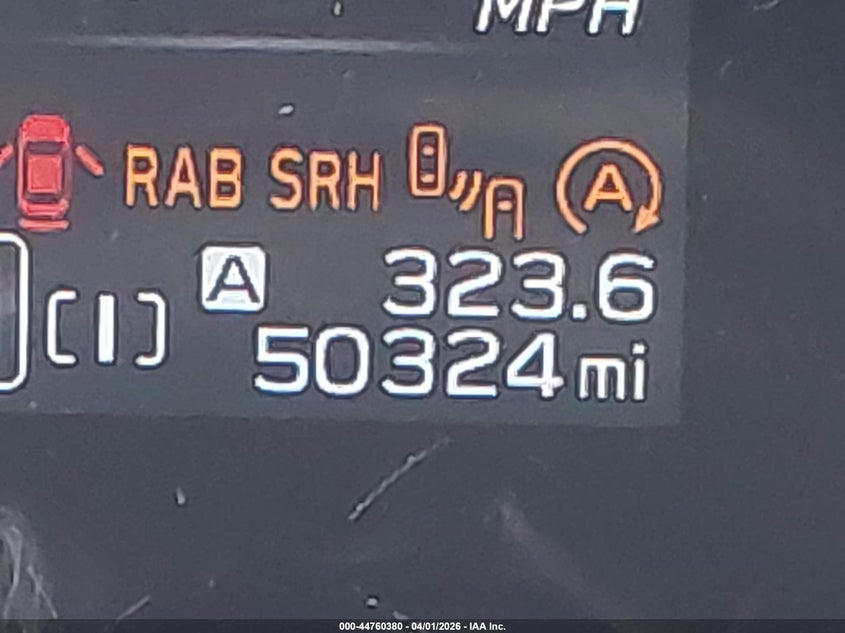 MPH
RAB SRH A
A 323.6
50324 mi
000-44760380 - 04/01/2026 - IAA Inc.